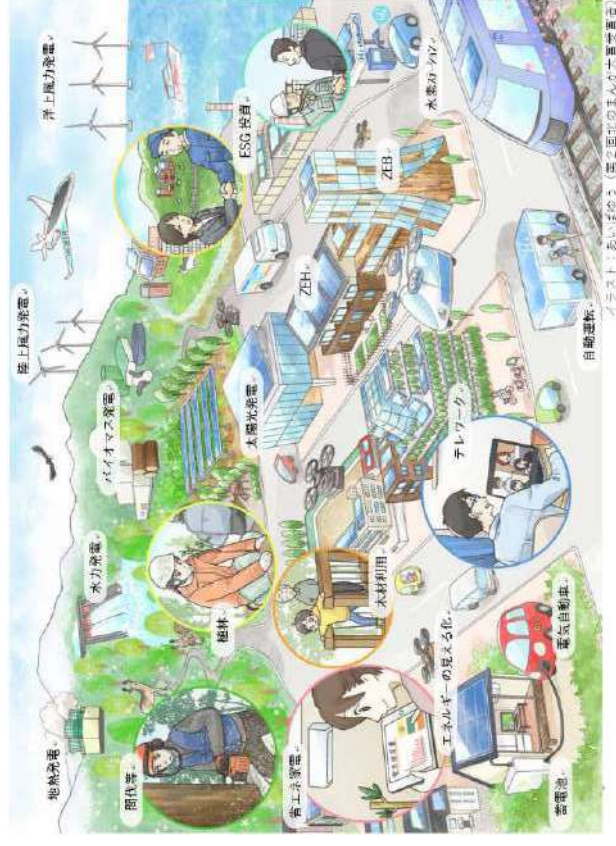 地熱発電
水力発電
バイオマス発電
陸上風力発電
洋上風力発電
間伐等
植林
太陽光発電
ZEH
ESG 投資
省エネ家電
木材利用
ZEB
水素ステーション
エネルギーの見える化
テレワーク
蓄電池
電気自動車
自動運転